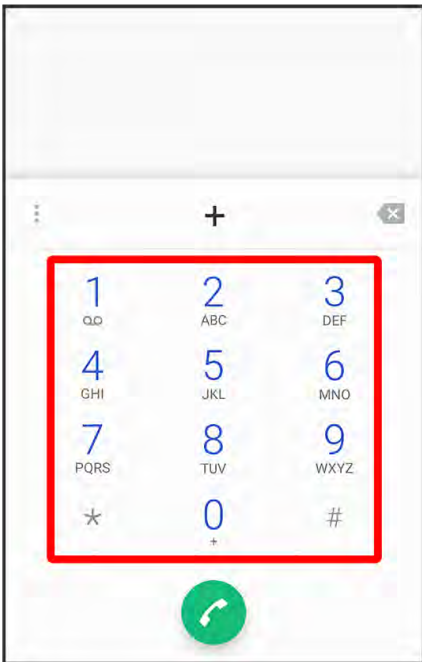 +
1 2 3
ABC DEF
4 5 6
GHI JKL MNO
7 8 9
PQRS TUV WXYZ
* 0 #
+